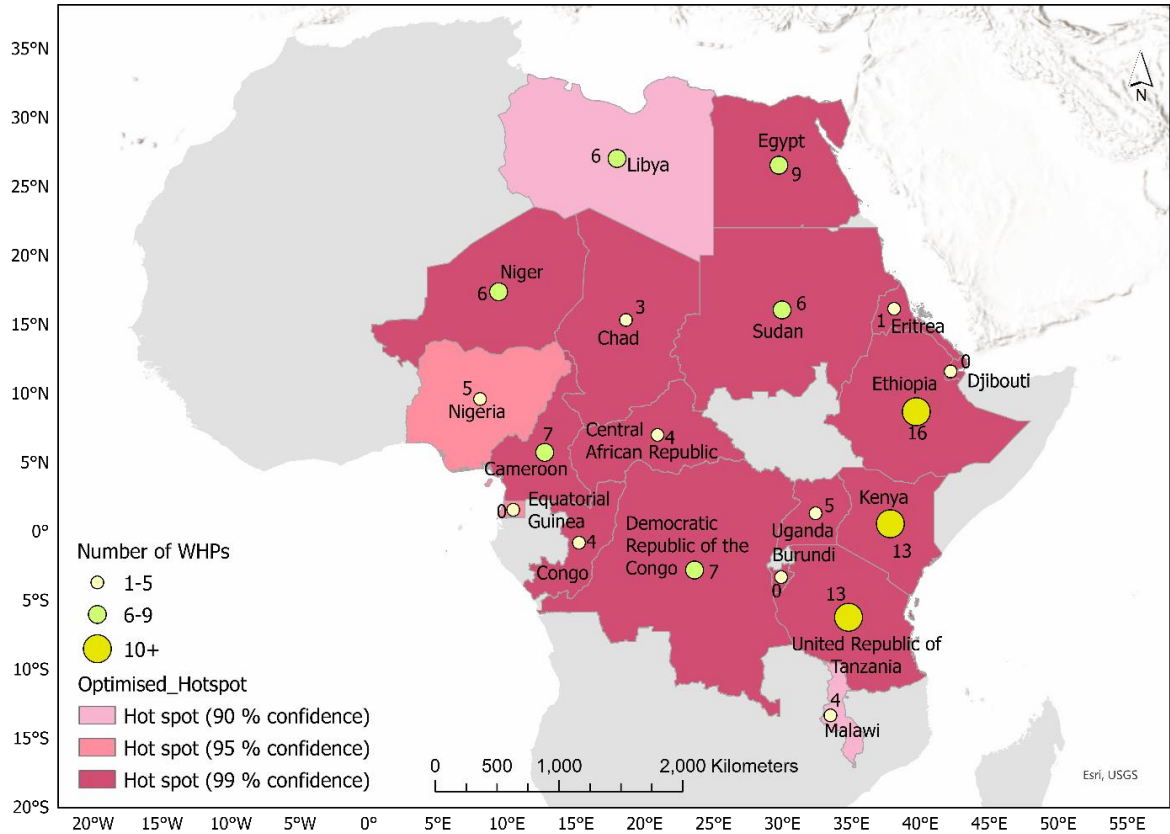 35°N
30°N
25°N
20°N
15°N
10°N
5°N
0°
5°S
10°S
15°S
20°S
N
6
Libya
Egypt
9
Niger
6
3
Chad
6
Sudan
1
Eritrea
0
Djibouti
Ethiopia
16
5
Nigeria
7
Cameroon
Central
African Republic
4
0
Equatorial
Guinea
4
Congo
Democratic
Republic of the
Congo
7
5
Uganda
Kenya
13
Burundi
0
13
United Republic of
Tanzania
4
Malawi
Number of WHPs
1-5
6-9
10+
Optimised_Hotspot
Hot spot (90 % confidence)
Hot spot (95 % confidence)
Hot spot (99 % confidence)
0 500 1,000 2,000 Kilometers
Esri, USGS
20°W 15°W 10°W 5°W 0° 5°E 10°E 15°E 20°E 25°E 30°E 35°E 40°E 45°E 50°E 55°E